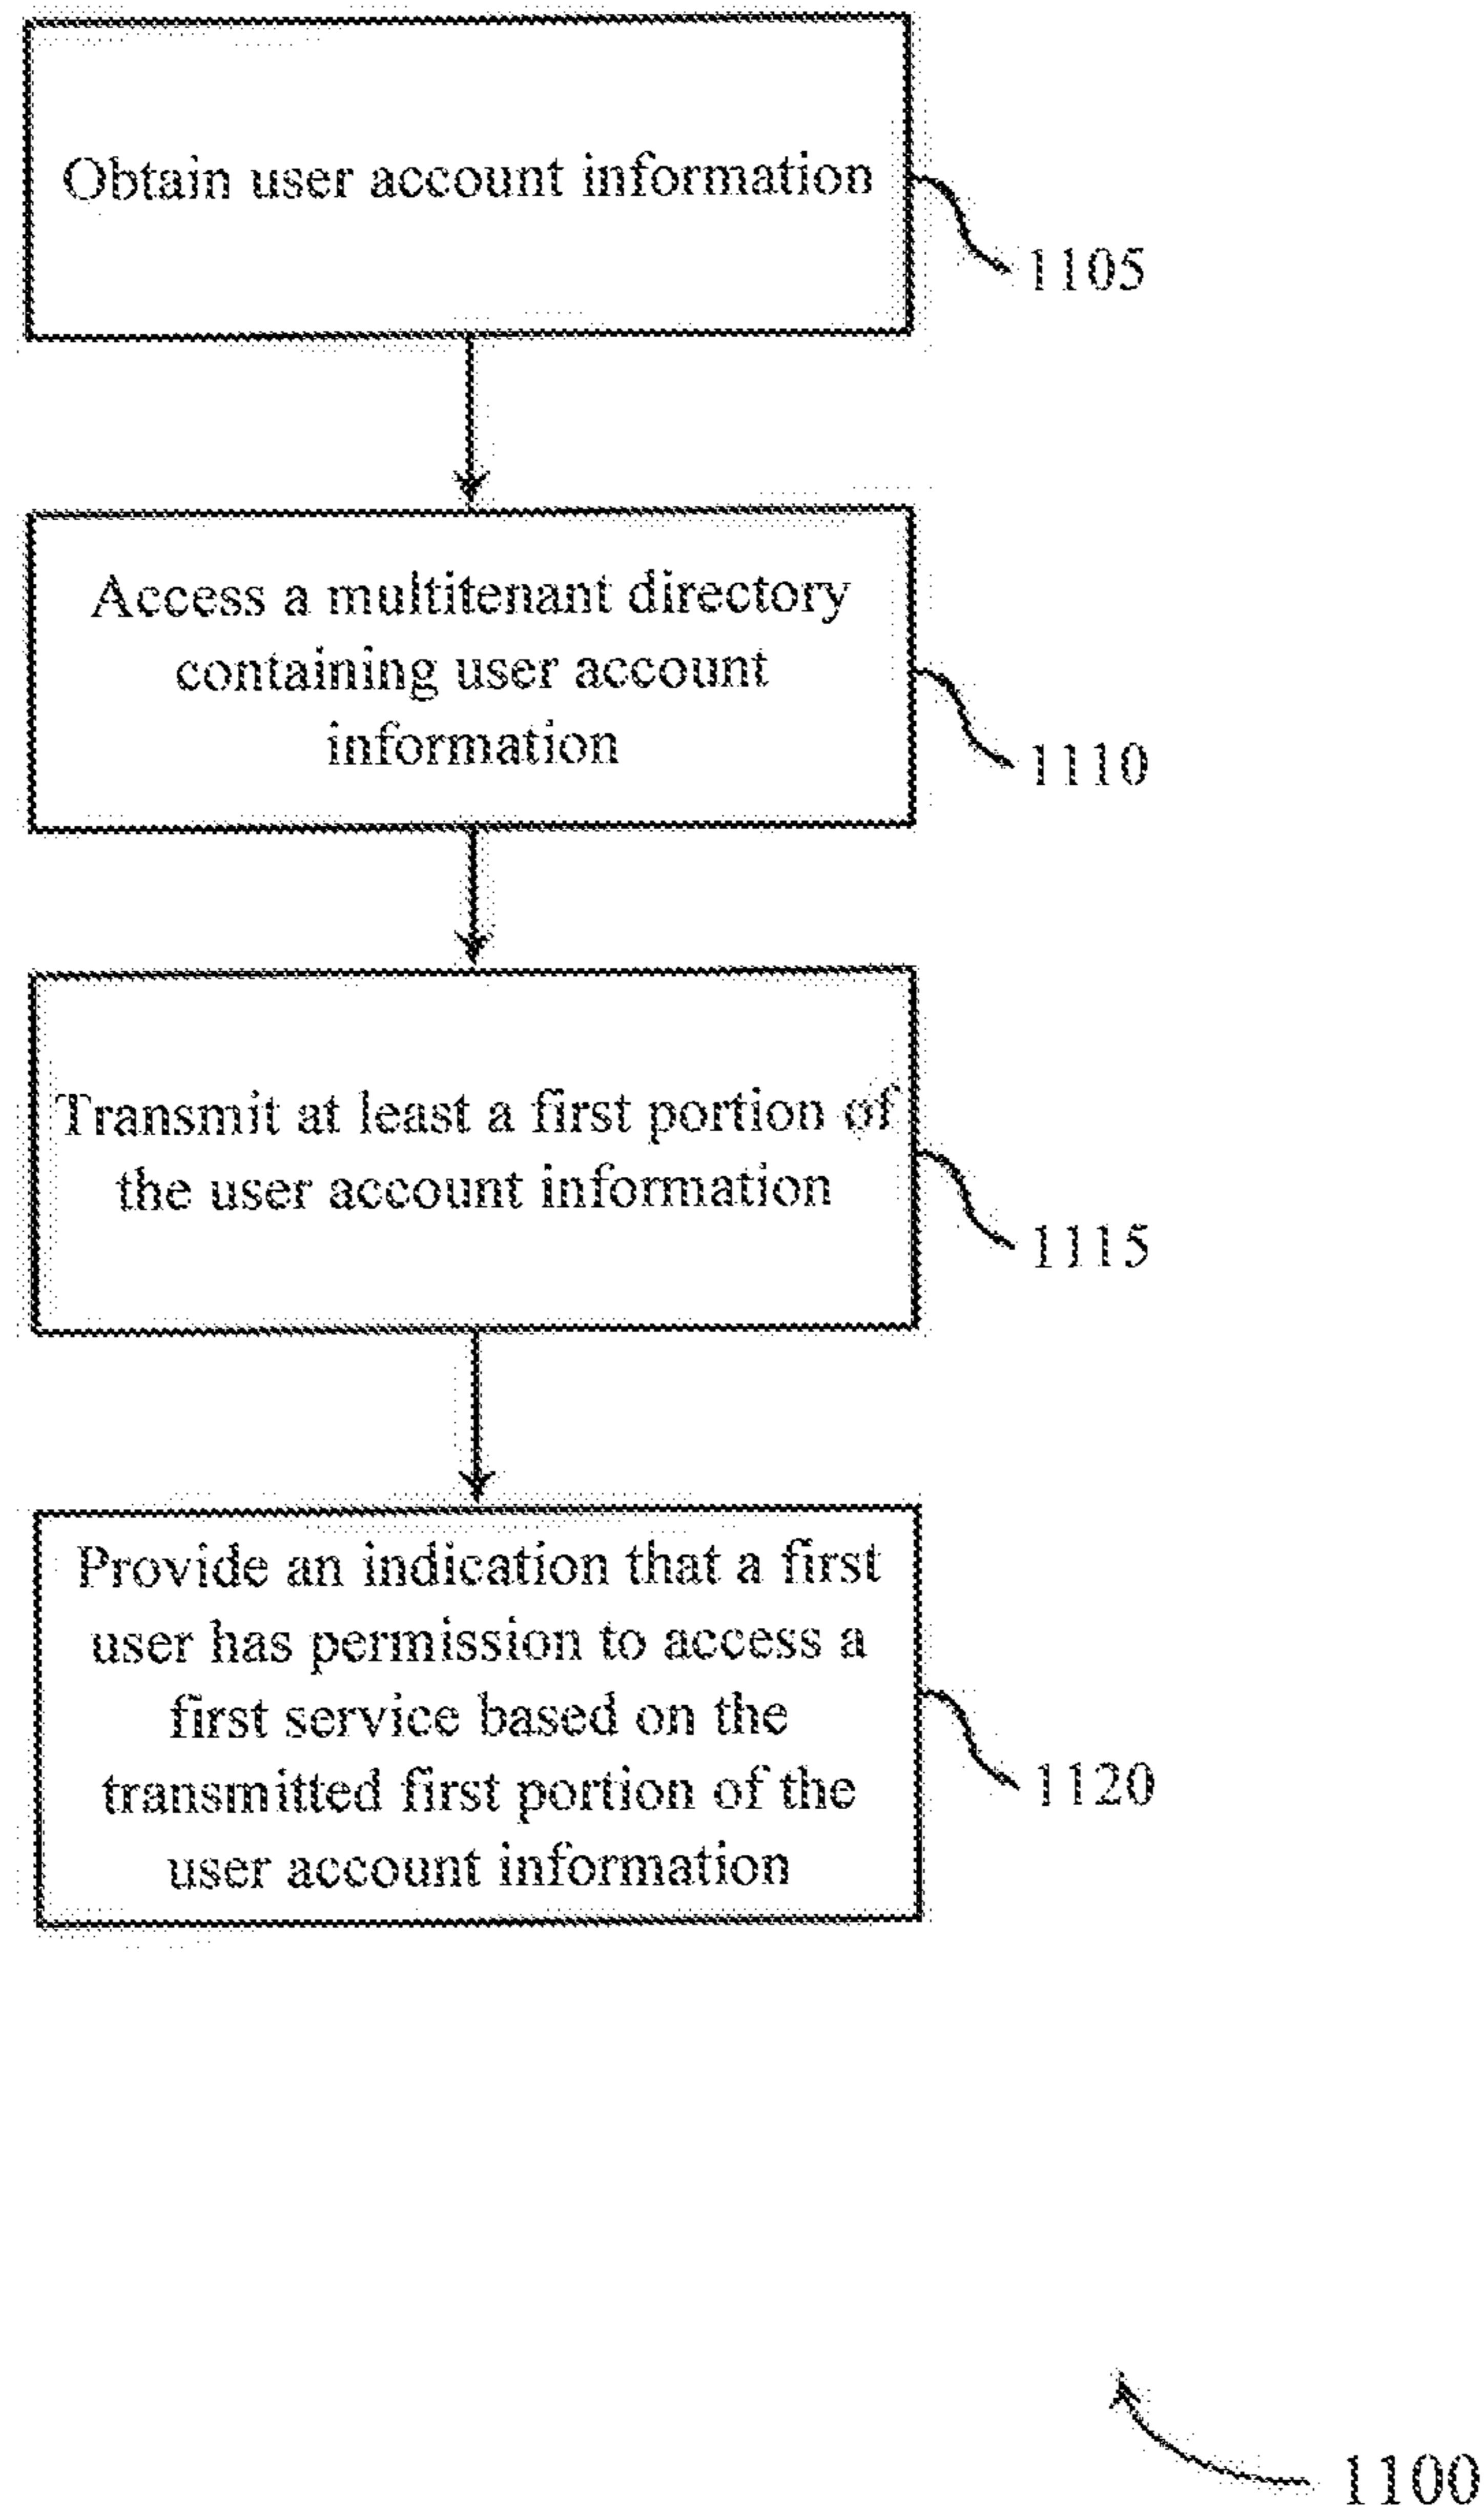 Obtain user account information
1105
Access a multitenant directory
containing user account
information
1110
Transmit at least a first portion of
the user account information
1115
Provide an indication that a first
user has permission to access a
first service based on the
transmitted first portion of the
user account information
1120
1100